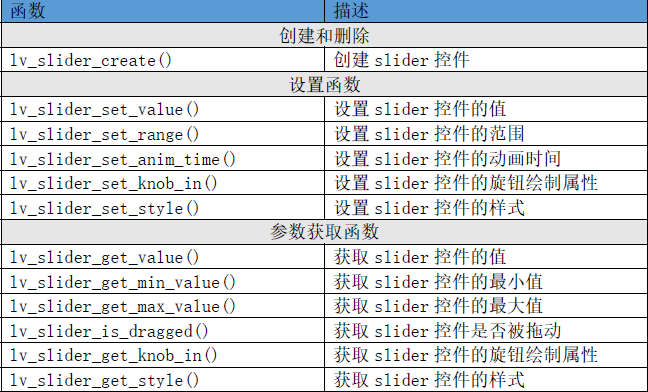 函数 描述
创建和删除
lv_slider_create() 创建 slider 控件
设置函数
lv_slider_set_value() 设置 slider 控件的值
lv_slider_set_range() 设置 slider 控件的范围
lv_slider_set_anim_time() 设置 slider 控件的动画时间
lv_slider_set_knob_in() 设置 slider 控件的旋钮绘制属性
lv_slider_set_style() 设置 slider 控件的样式
参数获取函数
lv_slider_get_value() 获取 slider 控件的值
lv_slider_get_min_value() 获取 slider 控件的最小值
lv_slider_get_max_value() 获取 slider 控件的最大值
lv_slider_is_dragged() 获取 slider 控件是否被拖动
lv_slider_get_knob_in() 获取 slider 控件的旋钮绘制属性
lv_slider_get_style() 获取 slider 控件的样式